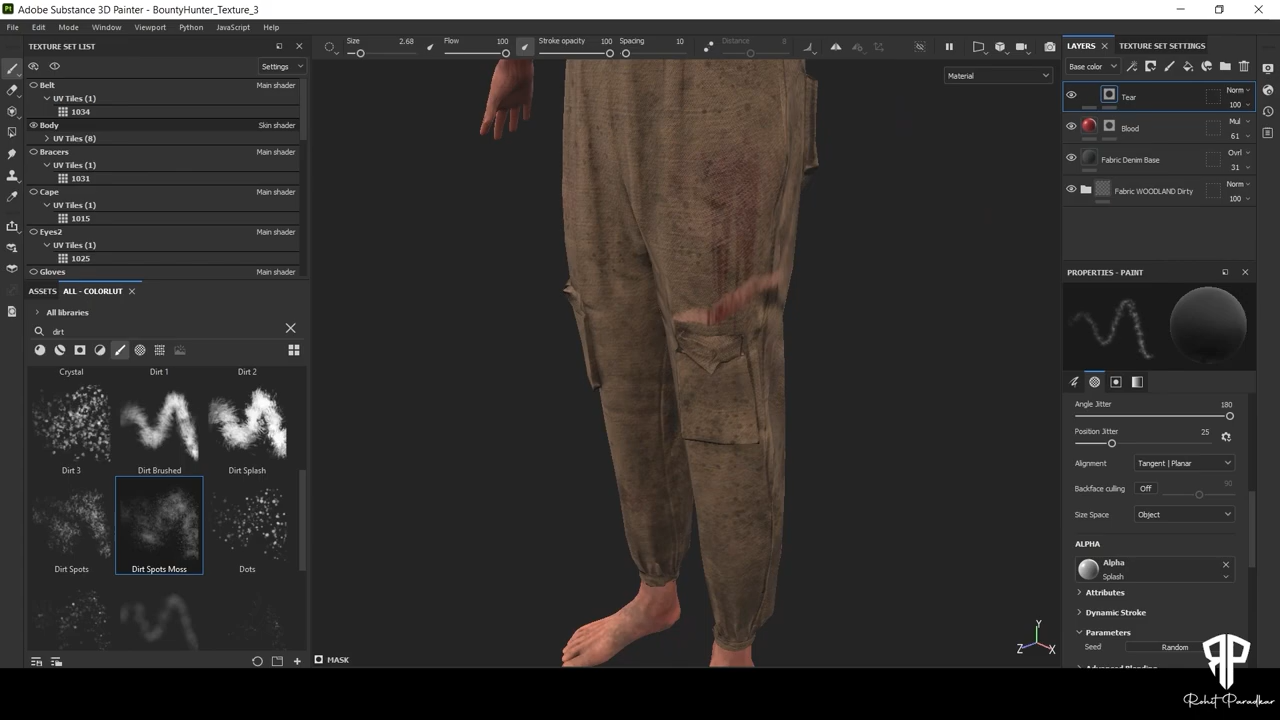 Pt Adobe Substance 3D Painter - BountyHunter_Texture_3
File Edit Mode Window Viewport Python JavaScript Help
TEXTURE SET LIST
Settings
Belt Main shader
UV Tiles (1)
1034
Body Skin shader
UV Tiles (8)
Bracers Main shader
UV Tiles (1)
1031
Cape Main shader
UV Tiles (1)
1015
Eyes2 Main shader
UV Tiles (1)
1025
Gloves Main shader
ASSETS ALL - COLORLUT
All libraries
dirt
Crystal Dirt 1 Dirt 2
Dirt 3 Dirt Brushed Dirt Splash
Dirt Spots Dirt Spots Moss Dots
Size 2.68 Flow 100 Stroke opacity 100 Spacing 10 Distance 8
Material
MASK
Y
Z X
LAYERS TEXTURE SET SETTINGS
Base color
Tear Norm 100
Blood Mul 61
Fabric Denim Base Ovrl 31
Fabric WOODLAND Dirty Norm 100
PROPERTIES - PAINT
Angle Jitter 180
Position Jitter 25
Alignment Tangent | Planar
Backface culling Off 90
Size Space Object
ALPHA
Alpha
Splash
Attributes
Dynamic Stroke
Parameters
Seed Random
Advanced Blending
RP
Rohit Paradkar